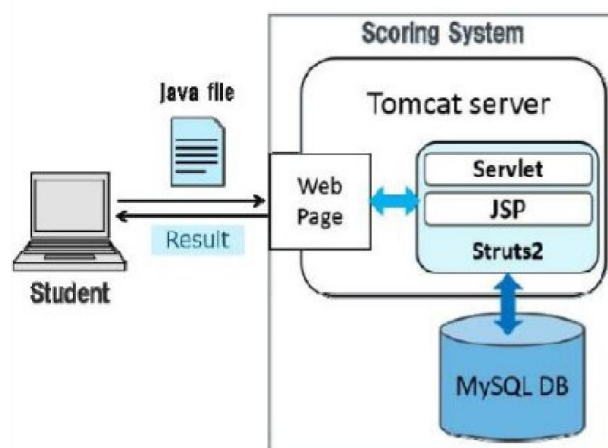 Scoring System
Java file
Tomcat server
Servlet
Web
Page
JSP
Result
Struts2
Student
MySQL DB